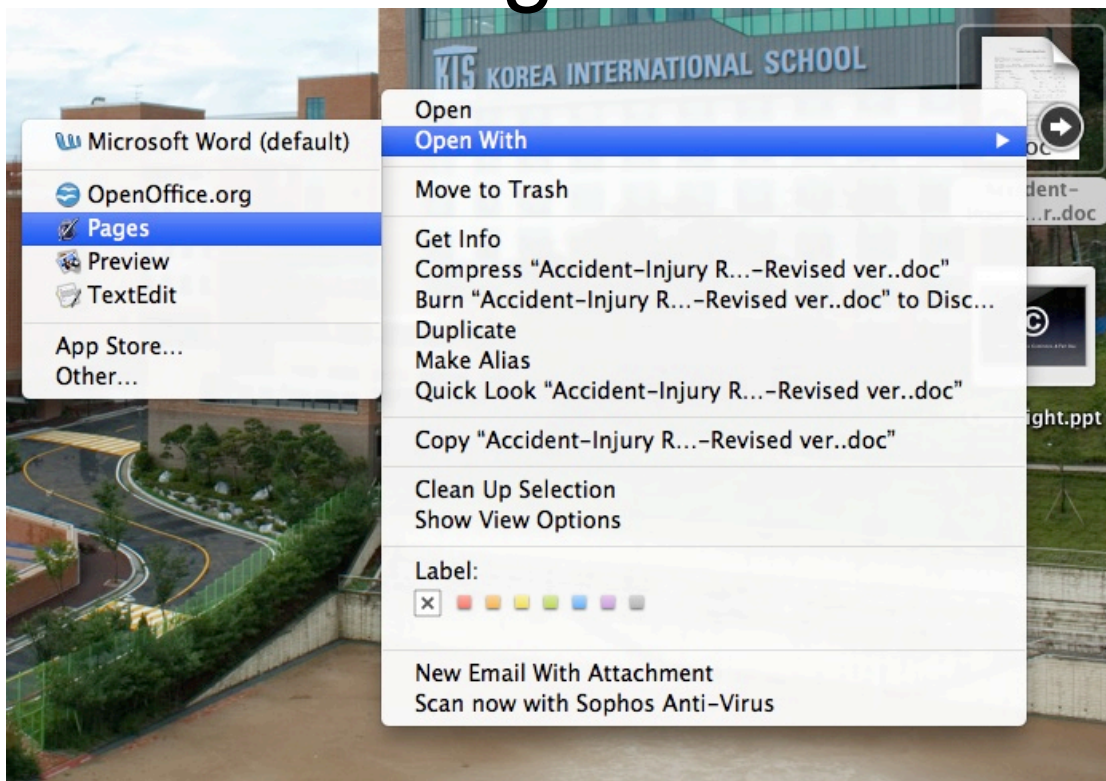 g
KIS KOREA INTERNATIONAL SCHOOL
Microsoft Word (default)
OpenOffice.org
Pages
Preview
TextEdit
App Store...
Other...
Open
Open With
Move to Trash
Get Info
Compress “Accident-Injury R...-Revised ver..doc”
Burn “Accident-Injury R...-Revised ver..doc” to Disc...
Duplicate
Make Alias
Quick Look “Accident-Injury R...-Revised ver..doc”
Copy “Accident-Injury R...-Revised ver..doc”
Clean Up Selection
Show View Options
Label:
New Email With Attachment
Scan now with Sophos Anti-Virus
dent-
...r..doc
©
ight.ppt